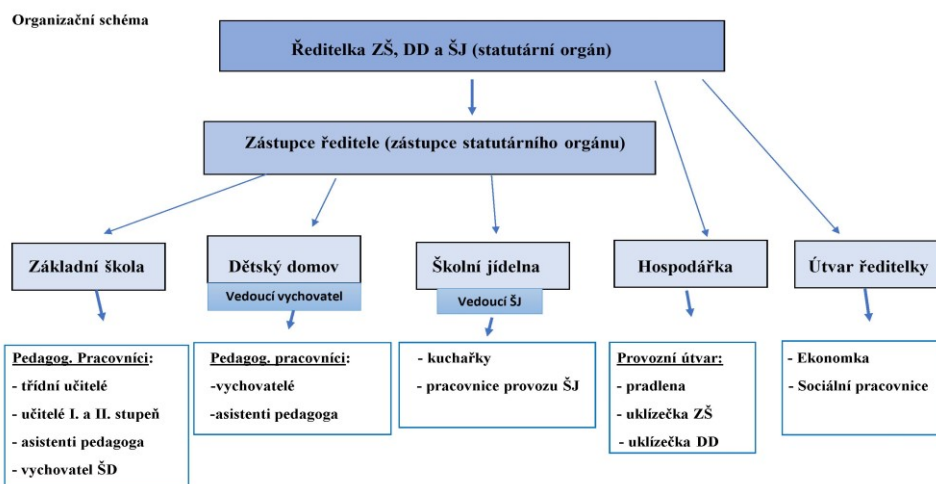 Organizační schéma
Ředitelka ZŠ, DD a ŠJ (statutární orgán)
Zástupce ředitele (zástupce statutárního orgánu)
Základní škola
Dětský domov
Vedoucí vychovatel
Školní jídelna
Vedoucí ŠJ
Hospodářka
Útvar ředitelky
Pedagog. Pracovníci:
- třídní učitelé
- učitelé I. a II. stupeň
- asistenti pedagoga
- vychovatel ŠD
Pedagog. pracovníci:
-vychovatelé
-asistenti pedagoga
- kuchařky
- pracovnice provozu ŠJ
Provozní útvar:
- pradlena
- uklízečka ZŠ
- uklízečka DD
- Ekonomka
- Sociální pracovnice